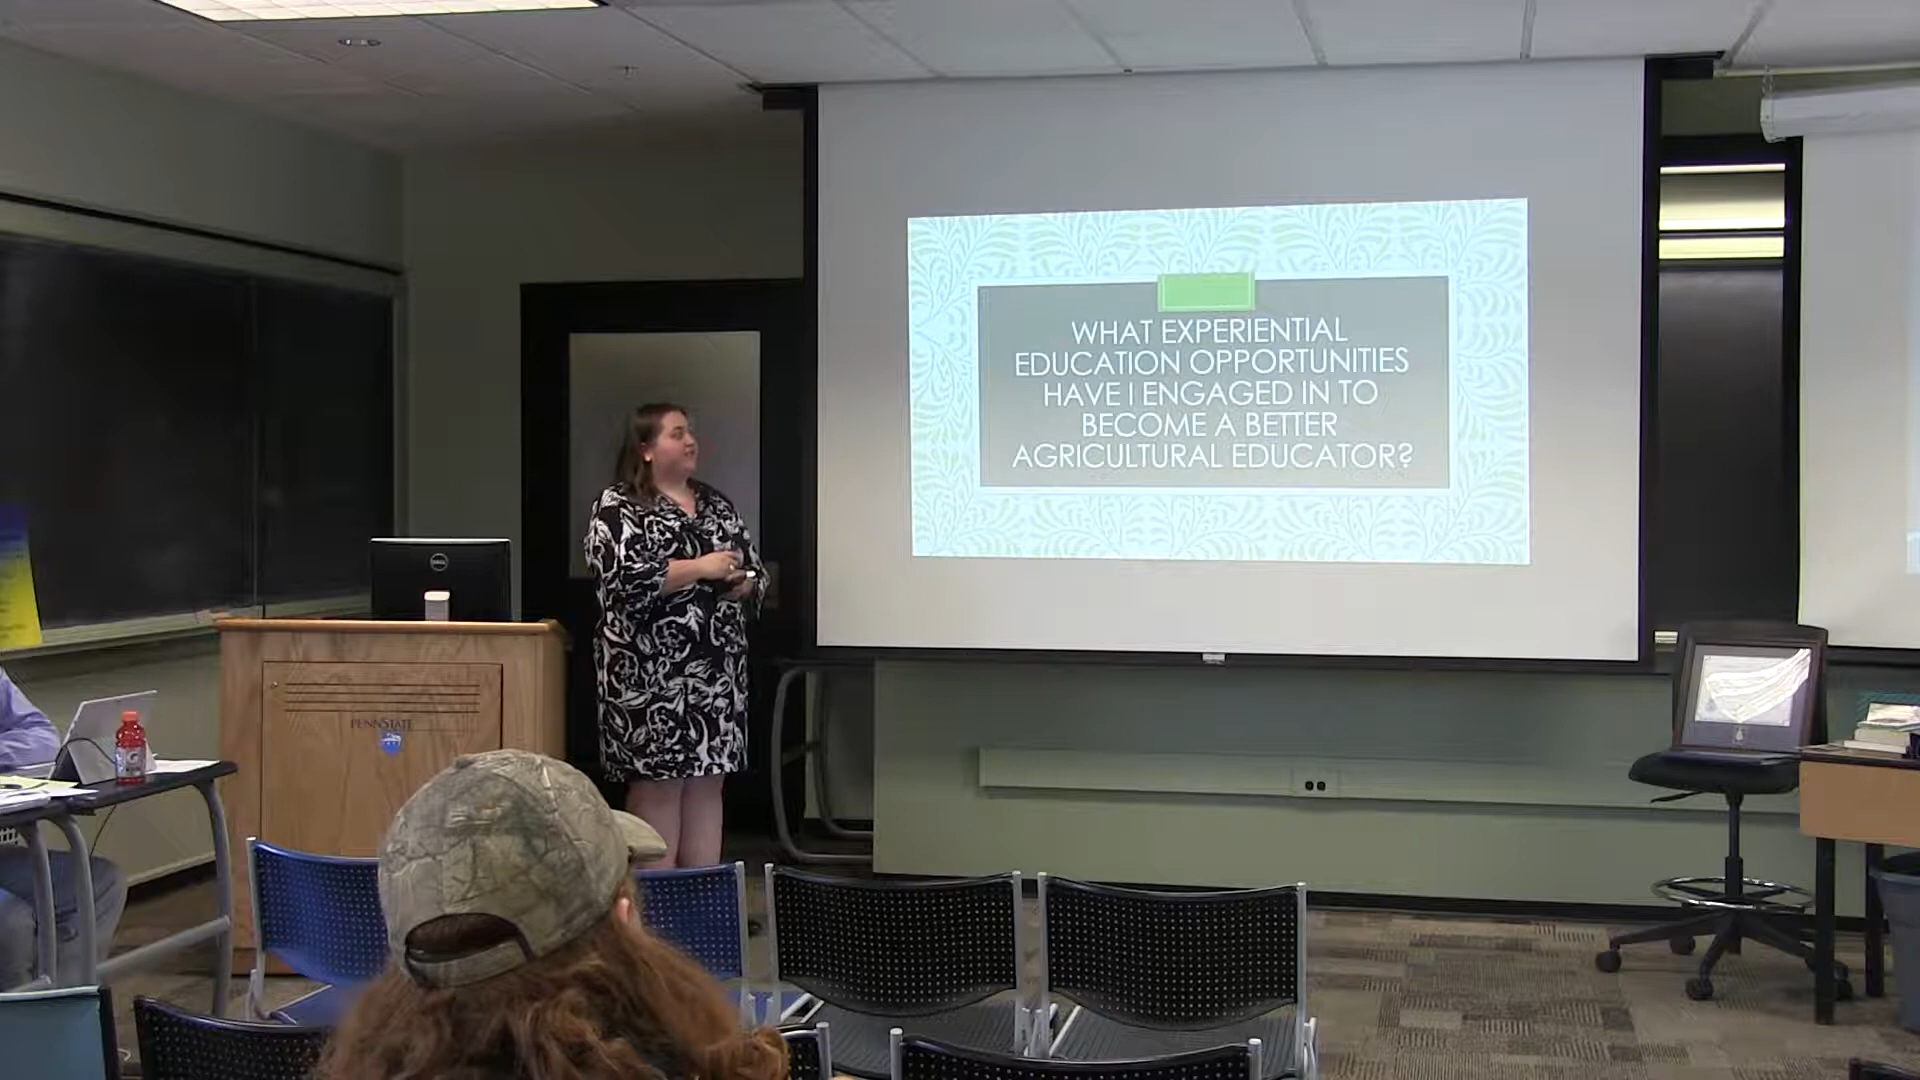 WHAT EXPERIENTIAL
EDUCATION OPPORTUNITIES
HAVE I ENGAGED IN TO
BECOME A BETTER
AGRICULTURAL EDUCATOR?
DELL
PENNSTATE